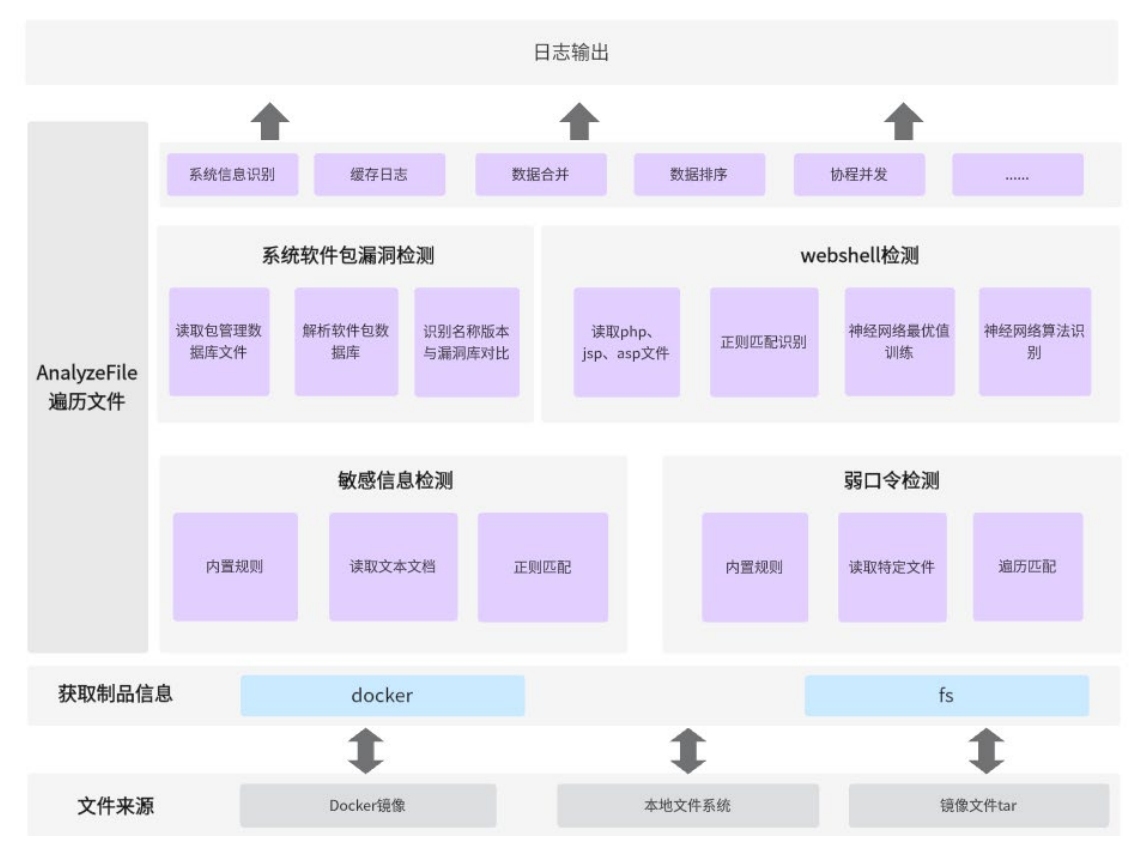 日志输出
系统信息识别
缓存日志
数据合并
数据排序
协程并发
......
AnalyzeFile
遍历文件
系统软件包漏洞检测
读取包管理数
据库文件
解析软件包数
据库
识别名称版本
与漏洞库对比
webshell检测
读取php、
jsp、asp文件
正则匹配识别
神经网络最优值
训练
神经网络算法识
别
敏感信息检测
内置规则
读取文本文档
正则匹配
弱口令检测
内置规则
读取特定文件
遍历匹配
获取制品信息
docker
fs
文件来源
Docker镜像
本地文件系统
镜像文件tar